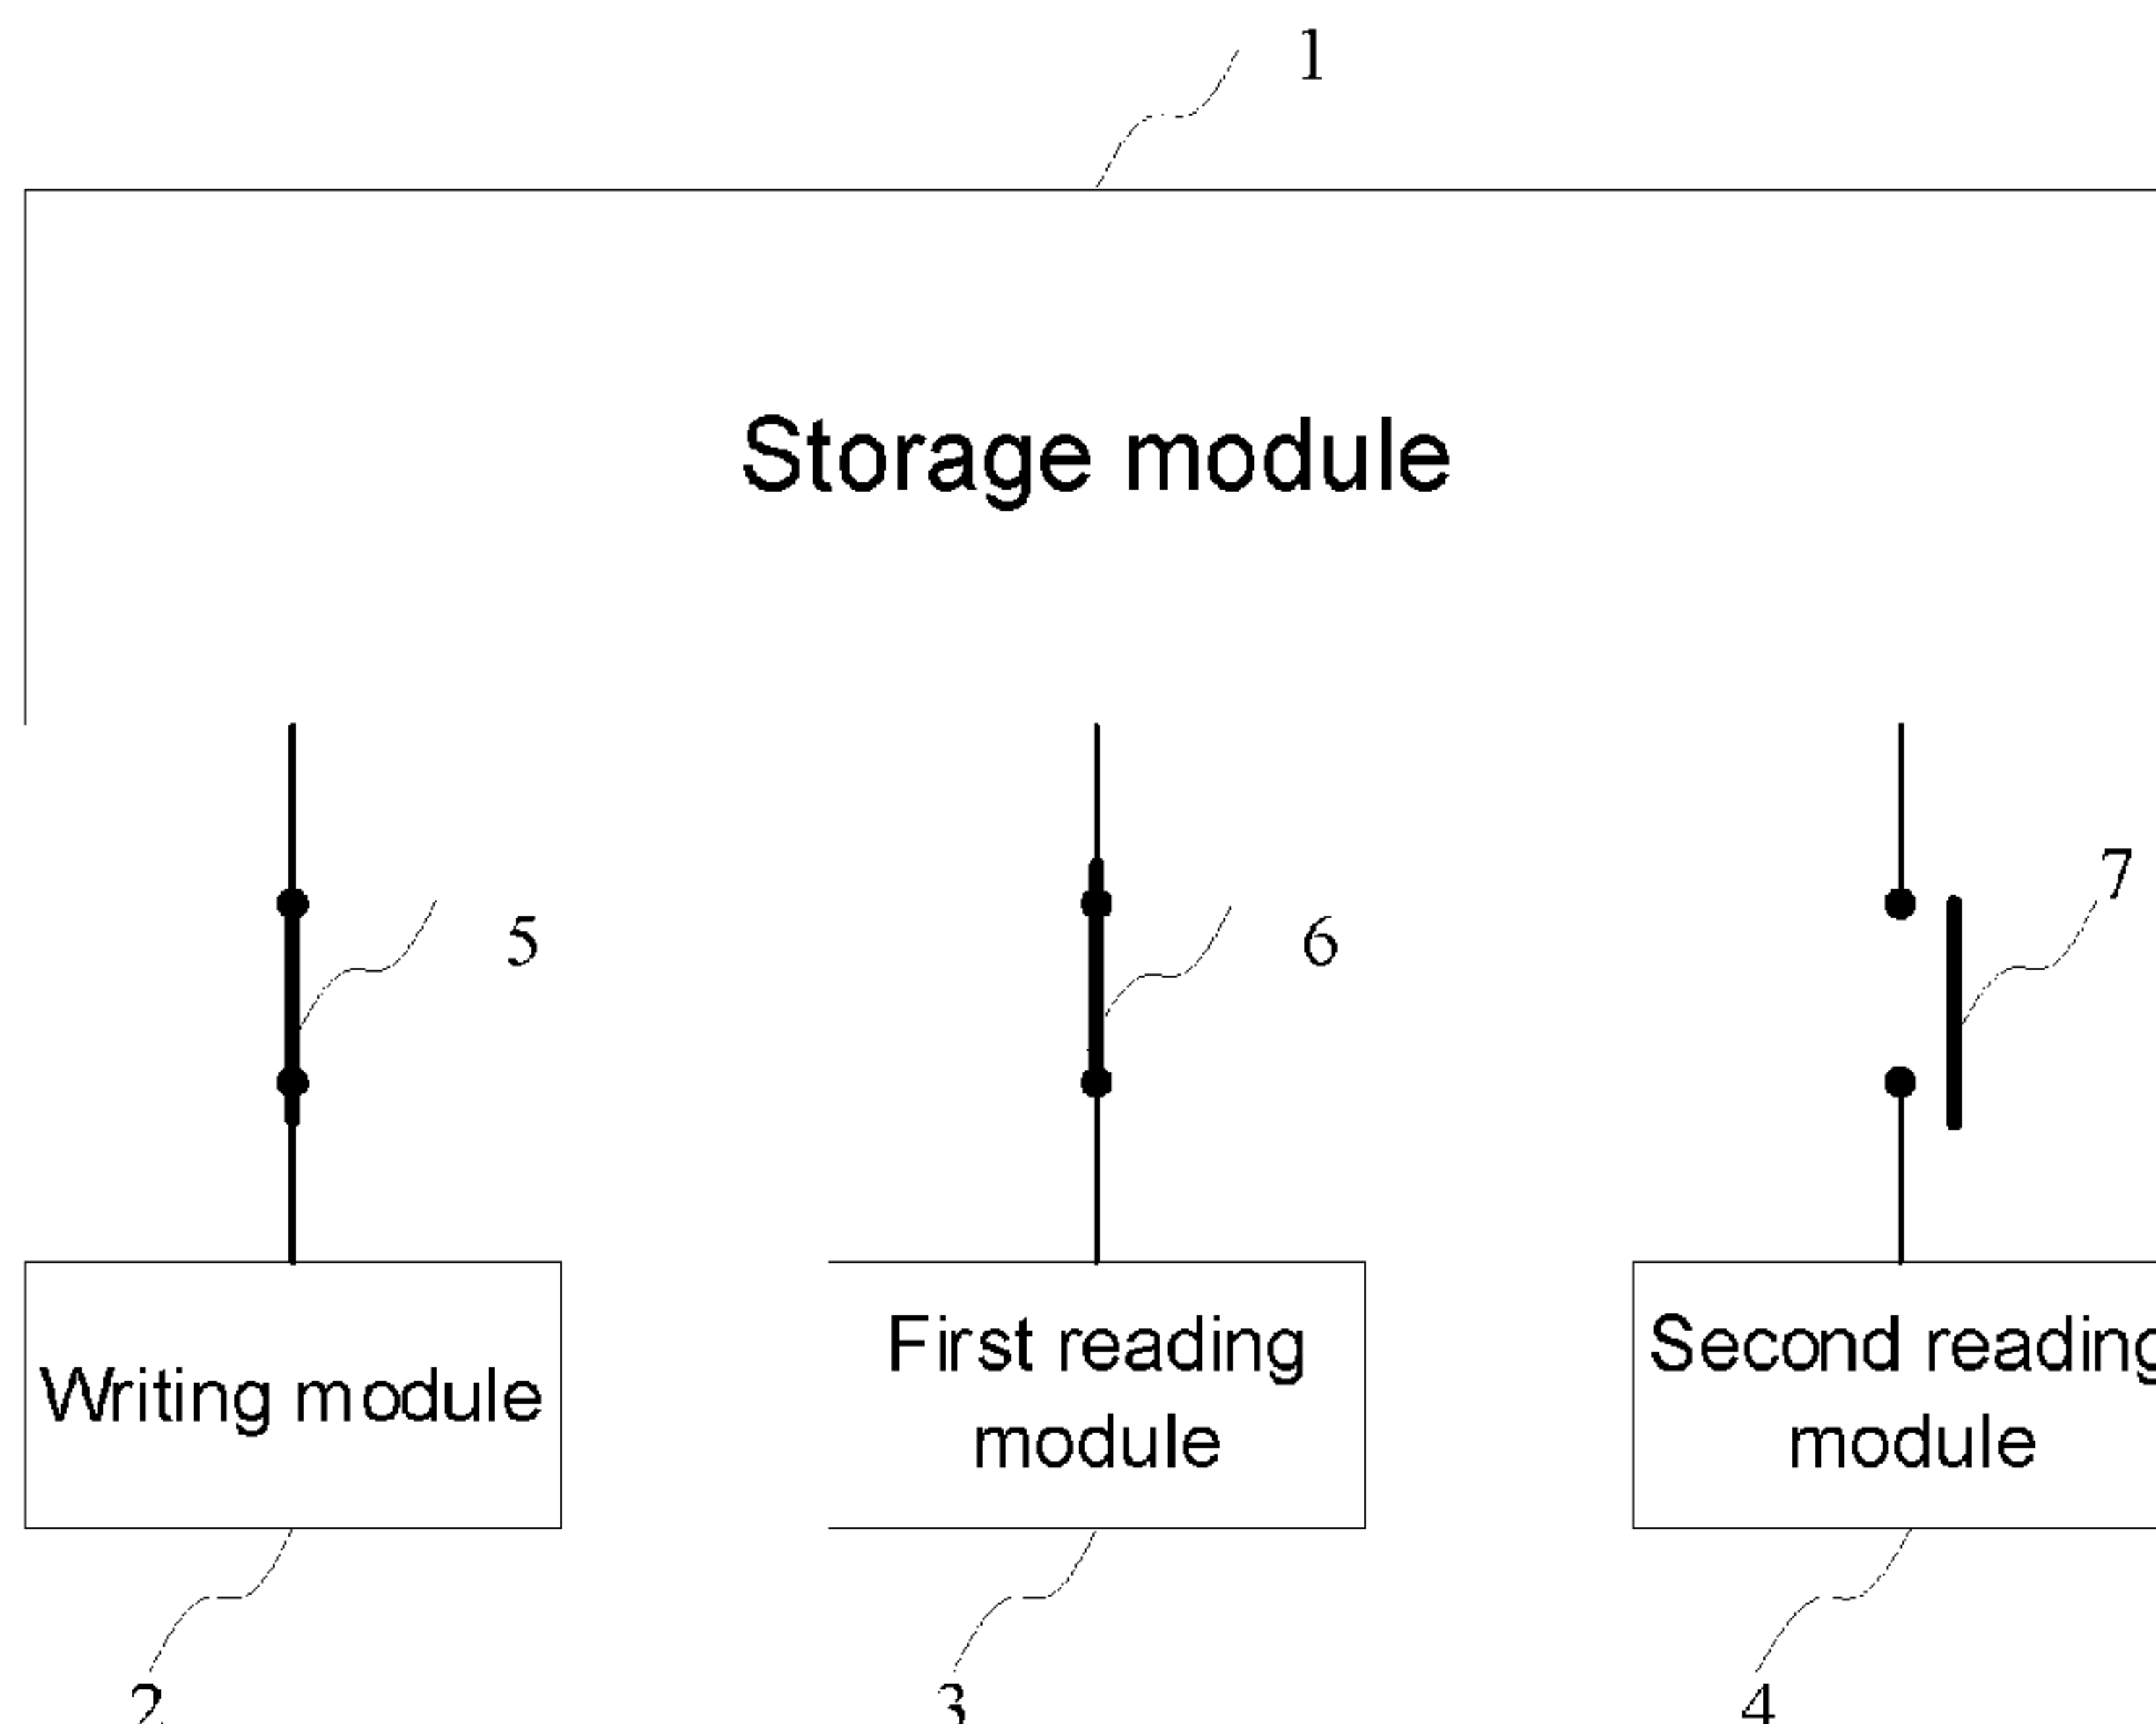 1
Storage module
5
6
7
Writing module
First reading
module
Second reading
module
2
3
4